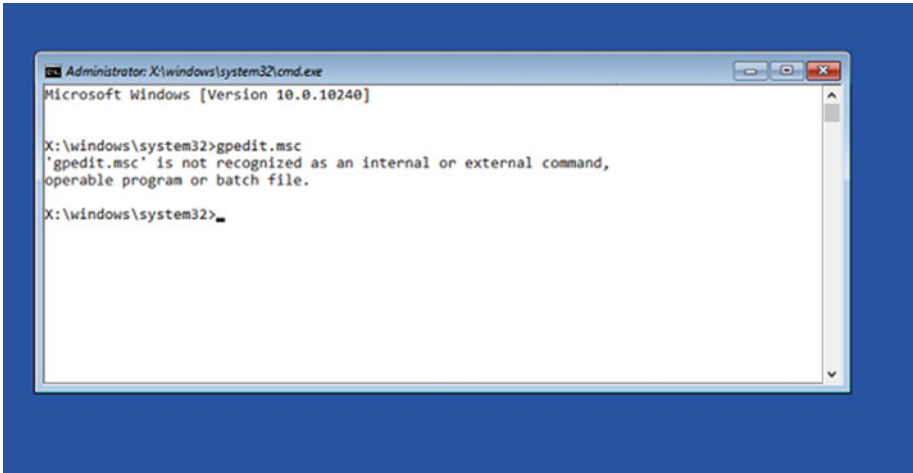 Administrator: X:\windows\system32\cmd.exe
Microsoft Windows [Version 10.0.10240]
X:\windows\system32>gpedit.msc
'gpedit.msc' is not recognized as an internal or external command,
operable program or batch file.
X:\windows\system32>